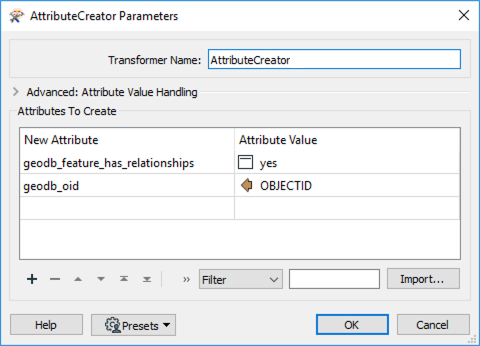 AttributeCreator Parameters
Transformer Name: AttributeCreator
Advanced: Attribute Value Handling
Attributes To Create
New Attribute Attribute Value
geodb_feature_has_relationships yes
geodb_oid OBJECTID
Filter Import...
Help Presets OK Cancel